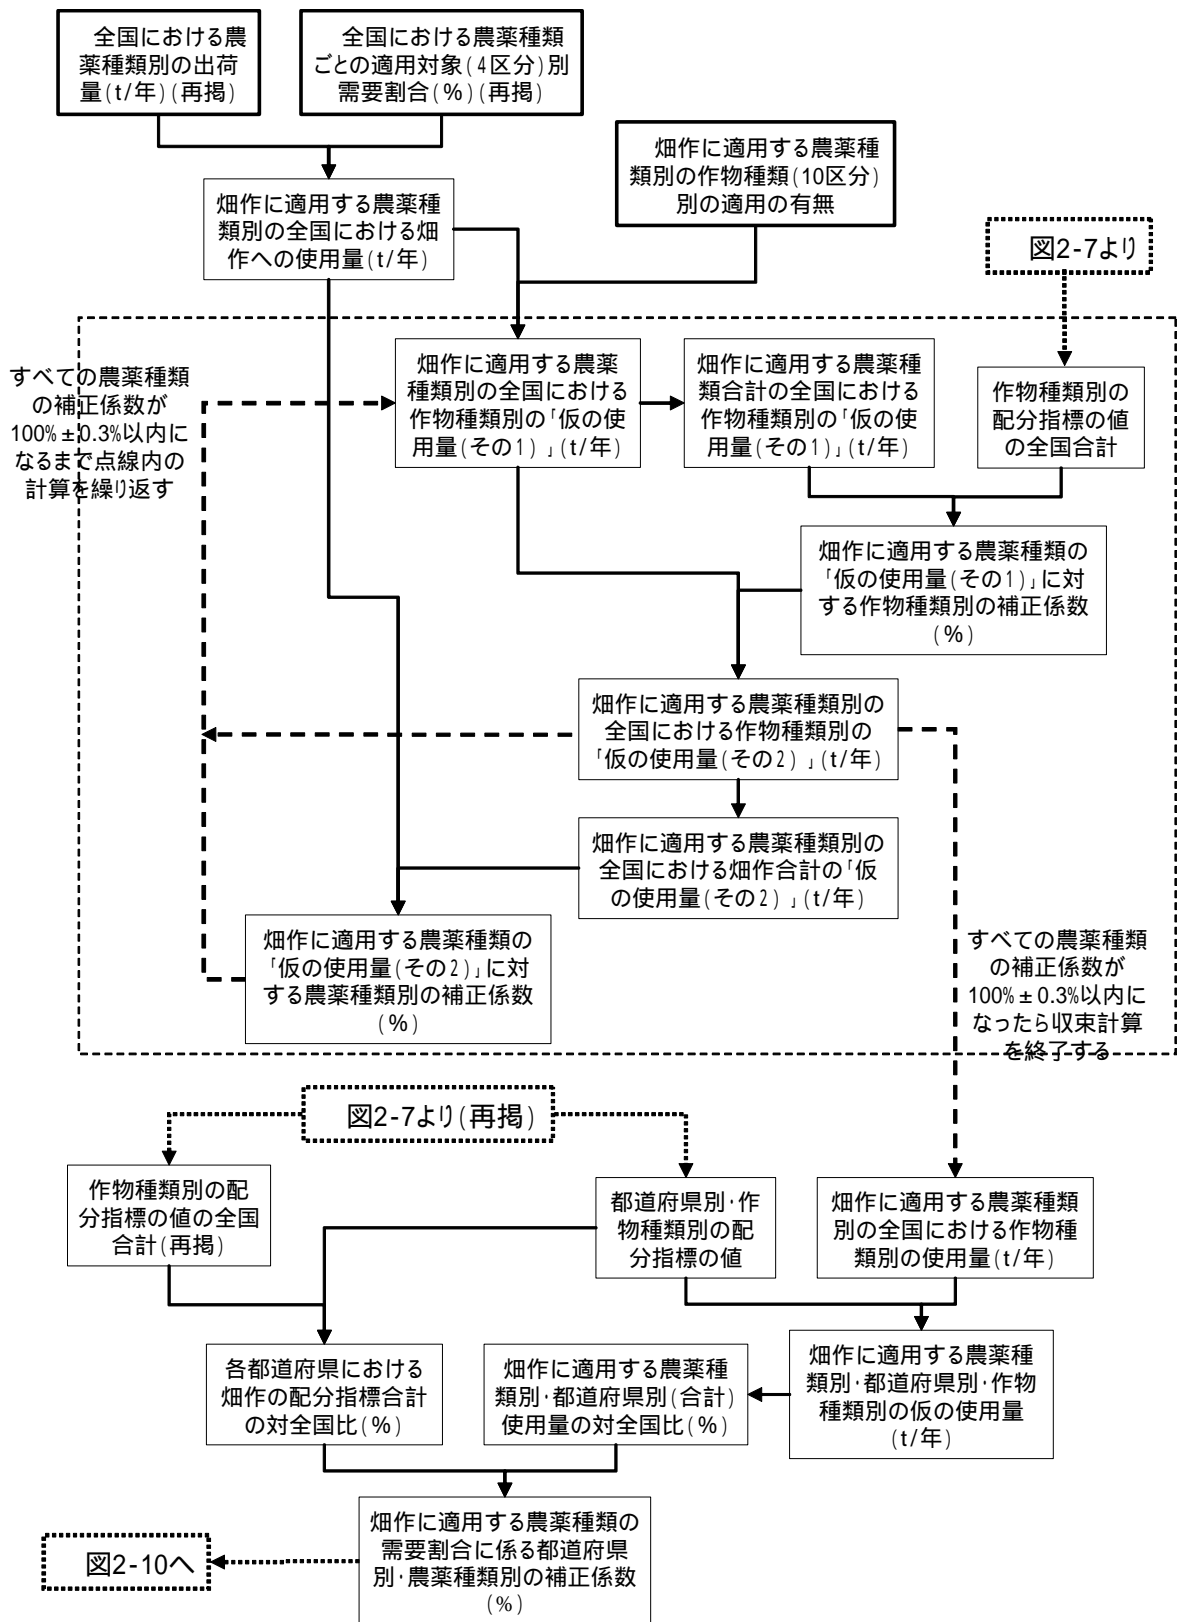 全国における農
薬種類別の出荷
量(t/年)(再掲)
全国における農薬種類
ごとの適用対象(4区分)別
需要割合(%)(再掲)
畑作に適用する農薬種
類別の作物種類(10区分)
別の適用の有無
畑作に適用する農薬種
類別の全国における畑
作への使用量(t/年)
図2-7より
すべての農薬種類
の補正係数が
100%±0.3%以内に
なるまで点線内の
計算を繰り返す
畑作に適用する農薬
種類別の全国における
作物種類別の「仮の使
用量(その1)」(t/年)
畑作に適用する農薬種
類合計の全国における
作物種類別の「仮の使
用量(その1)」(t/年)
作物種類別の
配分指標の値
の全国合計
畑作に適用する農薬種類の
「仮の使用量(その1)」に対
する作物種類別の補正係数
(%)
畑作に適用する農薬種類別の
全国における作物種類別の
「仮の使用量(その2)」(t/年)
畑作に適用する農薬種類別の
全国における畑作合計の「仮
の使用量(その2)」(t/年)
畑作に適用する農薬種類の
「仮の使用量(その2)」に対
する農薬種類別の補正係数
(%)
すべての農薬種類
の補正係数が
100%±0.3%以内に
なったら収束計算
を終了する
図2-7より(再掲)
作物種類別の配
分指標の値の全国
合計(再掲)
都道府県別・作
物種類別の配
分指標の値
畑作に適用する農薬種類
別の全国における作物種
類別の使用量(t/年)
各都道府県における
畑作の配分指標合計
の対全国比(%)
畑作に適用する農薬種
類別・都道府県別(合計)
使用量の対全国比(%)
畑作に適用する農薬種
類別・都道府県別・作物
種類別の仮の使用量
(t/年)
畑作に適用する農薬種類の
需要割合に係る都道府県
別・農薬種類別の補正係数
(%)
図2-10へ